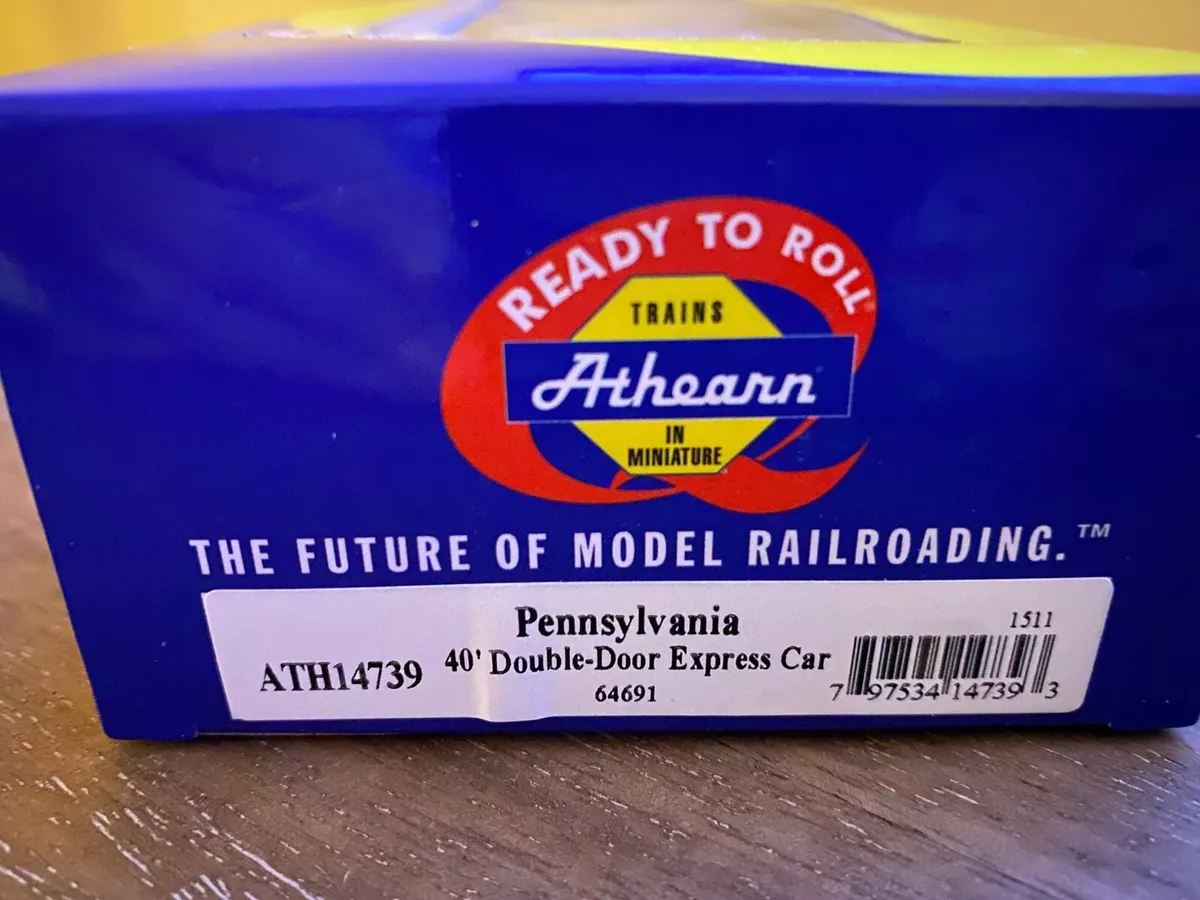 READY TO ROLL
TRAINS
Athearn
IN
MINIATURE
THE FUTURE OF MODEL RAILROADING.™
Pennsylvania
1511
ATH14739 40' Double-Door Express Car
64691
7 97534 14739 3